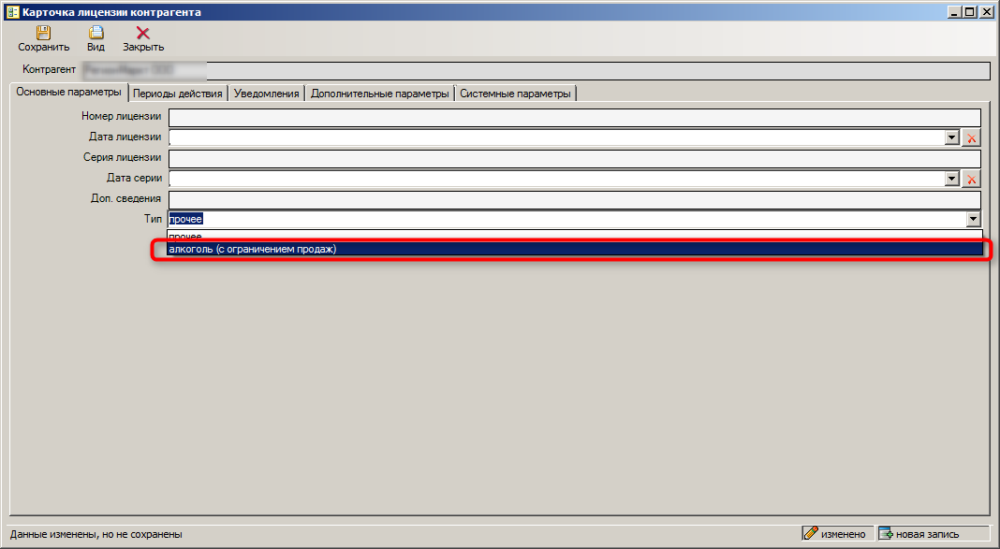 Карточка лицензии контрагента
Сохранить Вид Закрыть
Контрагент
Основные параметры Периоды действия Уведомления Дополнительные параметры Системные параметры
Номер лицензии
Дата лицензии
Серия лицензии
Дата серии
Доп. сведения
Тип прочее
прочее
алкоголь (с ограничением продаж)
Данные изменены, но не сохранены изменено новая запись